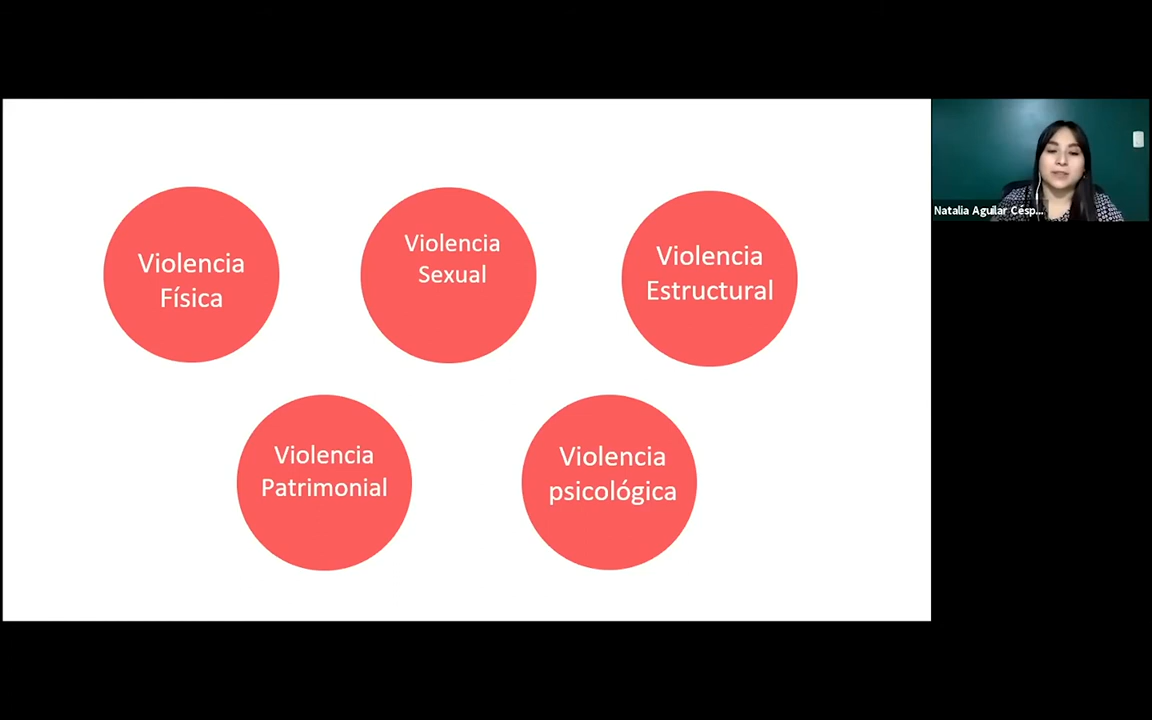 Violencia
Física
Violencia
Sexual
Violencia
Estructural
Violencia
Patrimonial
Violencia
psicológica
Natalia Aguilar Césp...